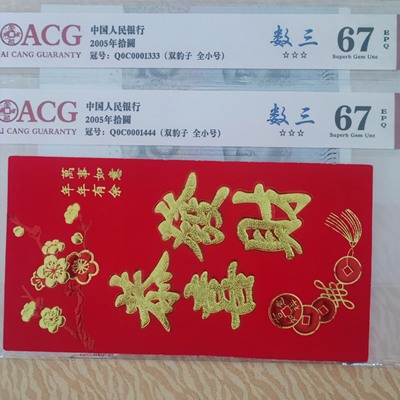 ACG
AI CANG GUARANTY
中国人民银行
2005年拾圆
冠号：Q0C0001333（双豹子 全小号）
数三
☆☆☆
67
EPQ
Superb Gem Unc
ACG
AI CANG GUARANTY
中国人民银行
2005年拾圆
冠号：Q0C0001444（双豹子 全小号）
数三
☆☆☆
67
EPQ
Superb Gem Unc
萬事如意
年年有余
恭喜
發財